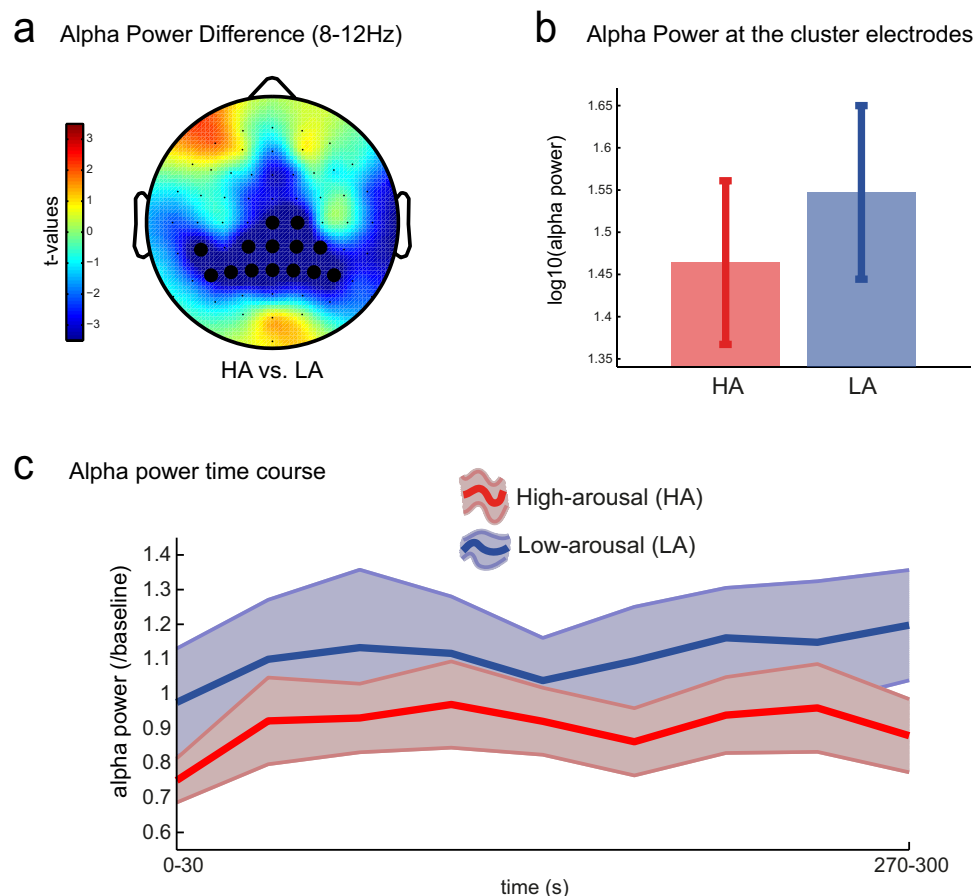 a Alpha Power Difference (8-12Hz)
3
2
1
0
−1
−2
−3
t-values
HA vs. LA
b Alpha Power at the cluster electrodes
1.65
1.6
1.55
1.5
1.45
1.4
1.35
log10(alpha power)
HA LA
c Alpha power time course
High-arousal (HA)
Low-arousal (LA)
1.4
1.3
1.2
1.1
1
0.9
0.8
0.7
0.6
alpha power (/baseline)
0-30 270-300
time (s)